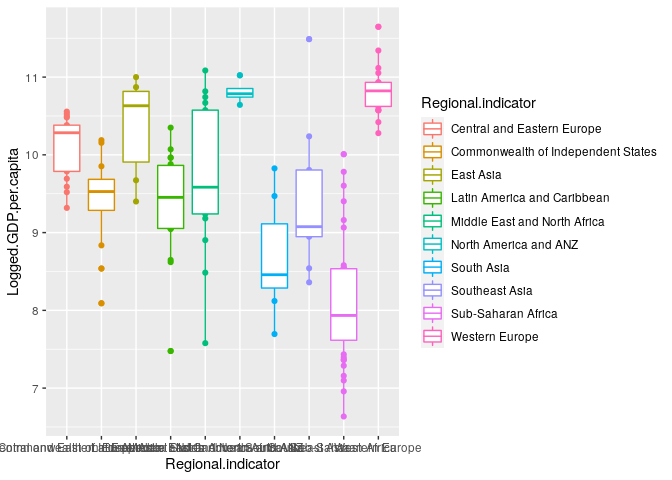 Logged.GDP.per.capita
11
10
9
8
7
Regional.indicator
Regional.indicator
Central and Eastern Europe
Commonwealth of Independent States
East Asia
Latin America and Caribbean
Middle East and North Africa
North America and ANZ
South Asia
Southeast Asia
Sub-Saharan Africa
Western Europe